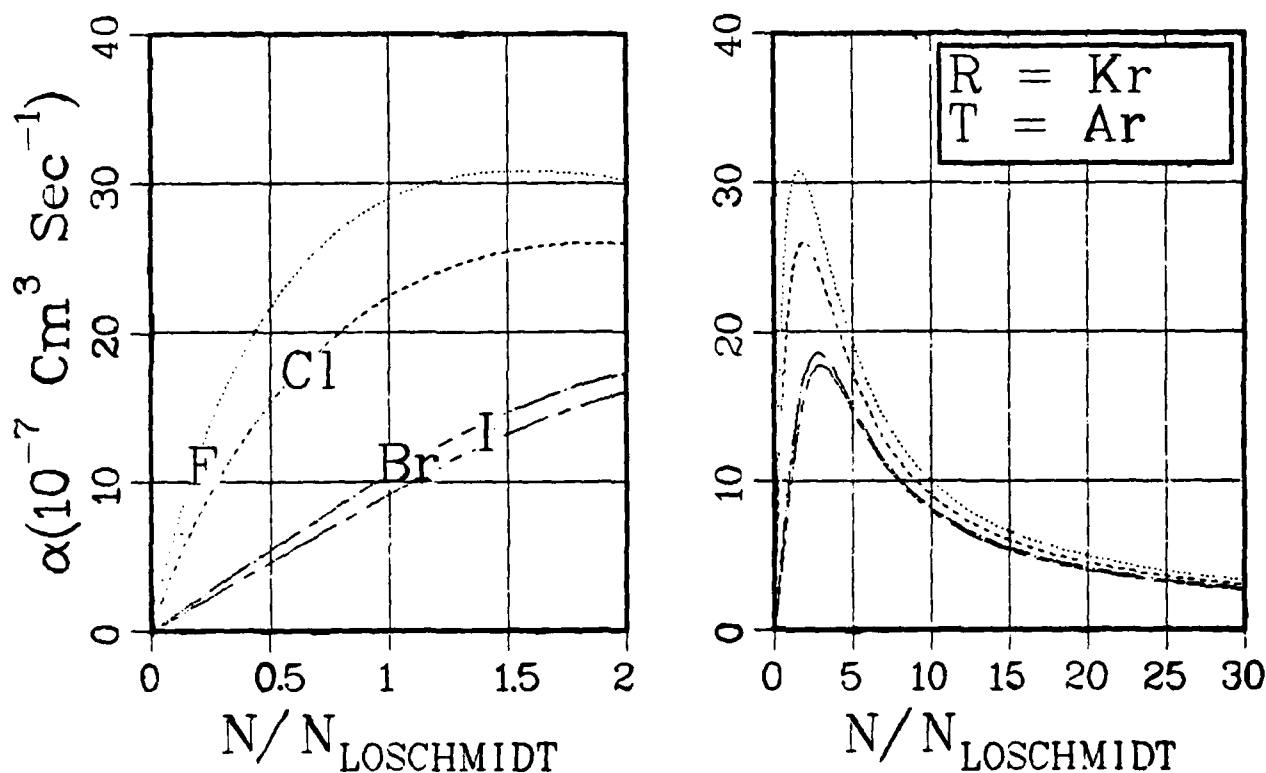 α(10⁻⁷ Cm³ Sec⁻¹)
40
30
20
10
0
F
Cl
Br
I
0 0.5 1 1.5 2
N/N_LOSCHMIDT
40
30
20
10
0
R = Kr
T = Ar
0 5 10 15 20 25 30
N/N_LOSCHMIDT